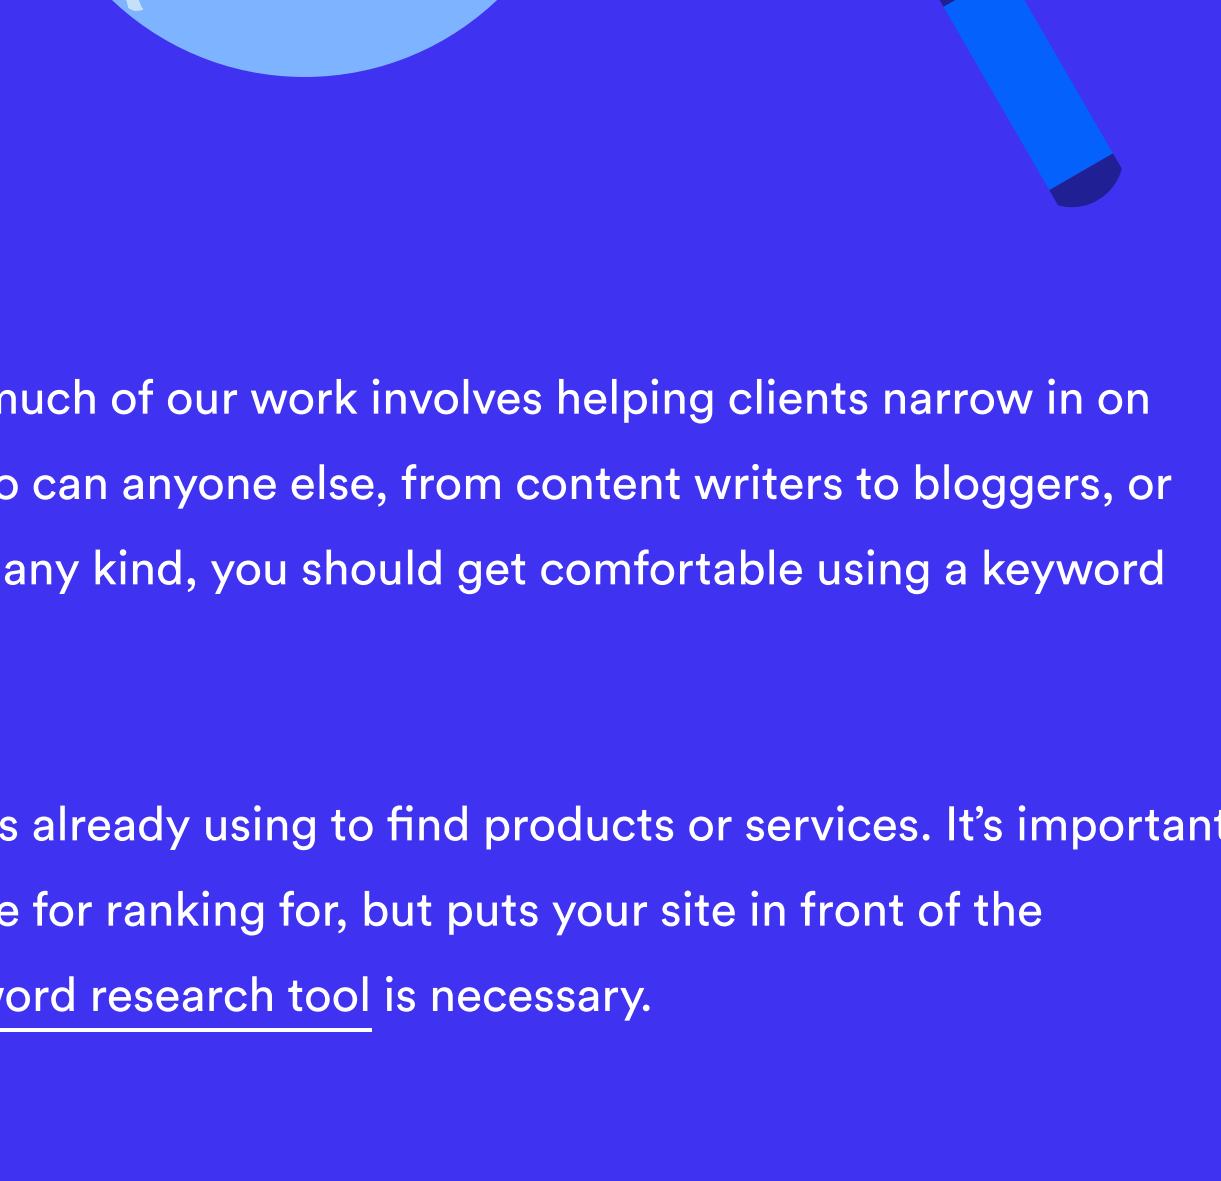 much of our work involves helping clients narrow in on
can anyone else, from content writers to bloggers, or
any kind, you should get comfortable using a keyword
already using to find products or services. It’s important
for ranking for, but puts your site in front of the
research tool is necessary.